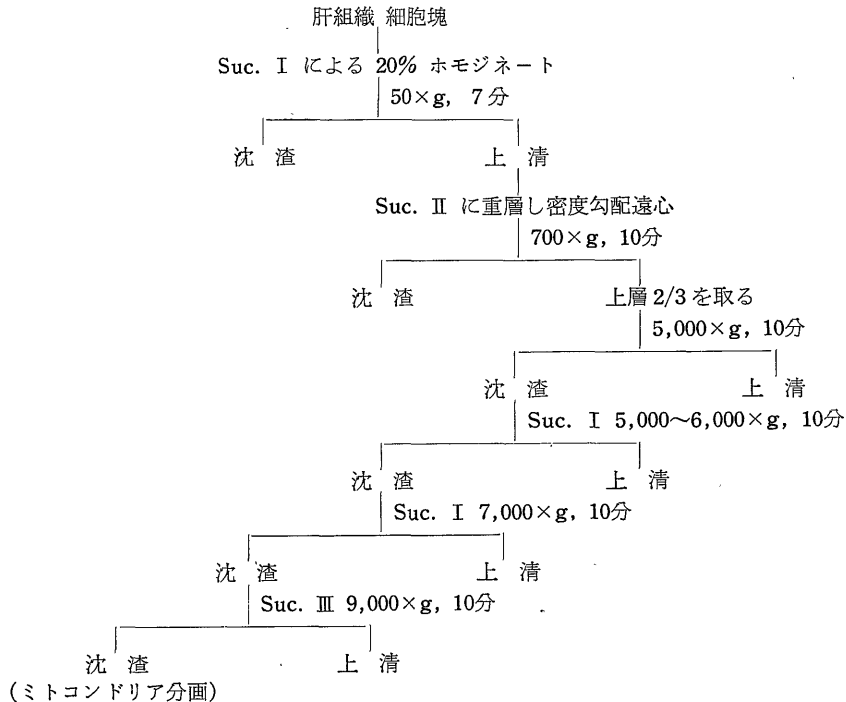 肝組織 細胞塊
Suc. Ⅰ による 20% ホモジネート
50×g, 7分
沈渣 上清
Suc. Ⅱ に重層し密度勾配遠心
700×g, 10分
沈渣 上層2/3を取る
5,000×g, 10分
沈渣 上清
Suc. Ⅰ 5,000～6,000×g, 10分
沈渣 上清
Suc. Ⅰ 7,000×g, 10分
沈渣 上清
Suc. Ⅲ 9,000×g, 10分
沈渣 上清
(ミトコンドリア分画)